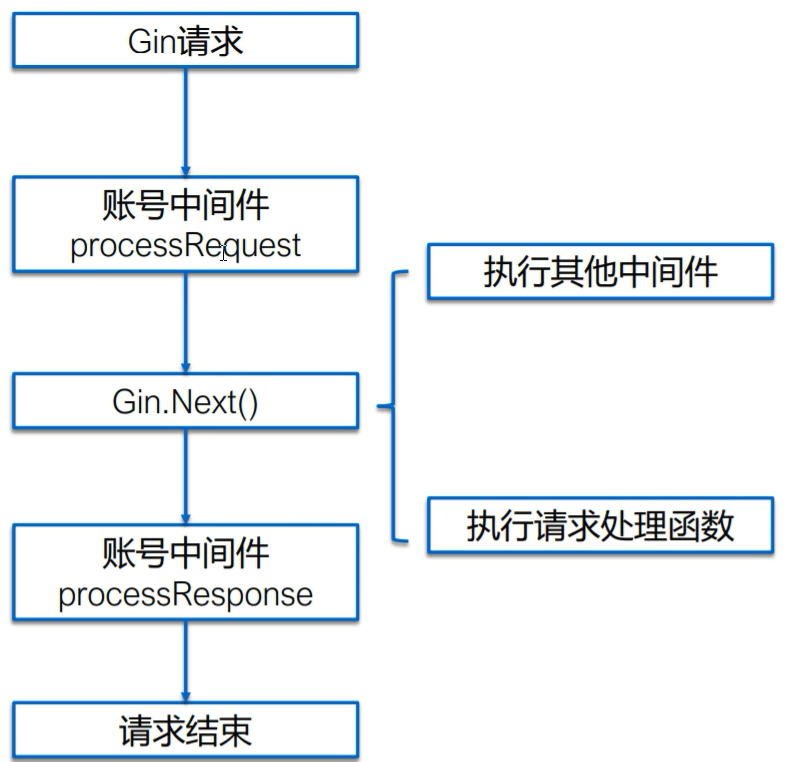 Gin请求
账号中间件
processRequest
执行其他中间件
Gin.Next()
执行请求处理函数
账号中间件
processResponse
请求结束